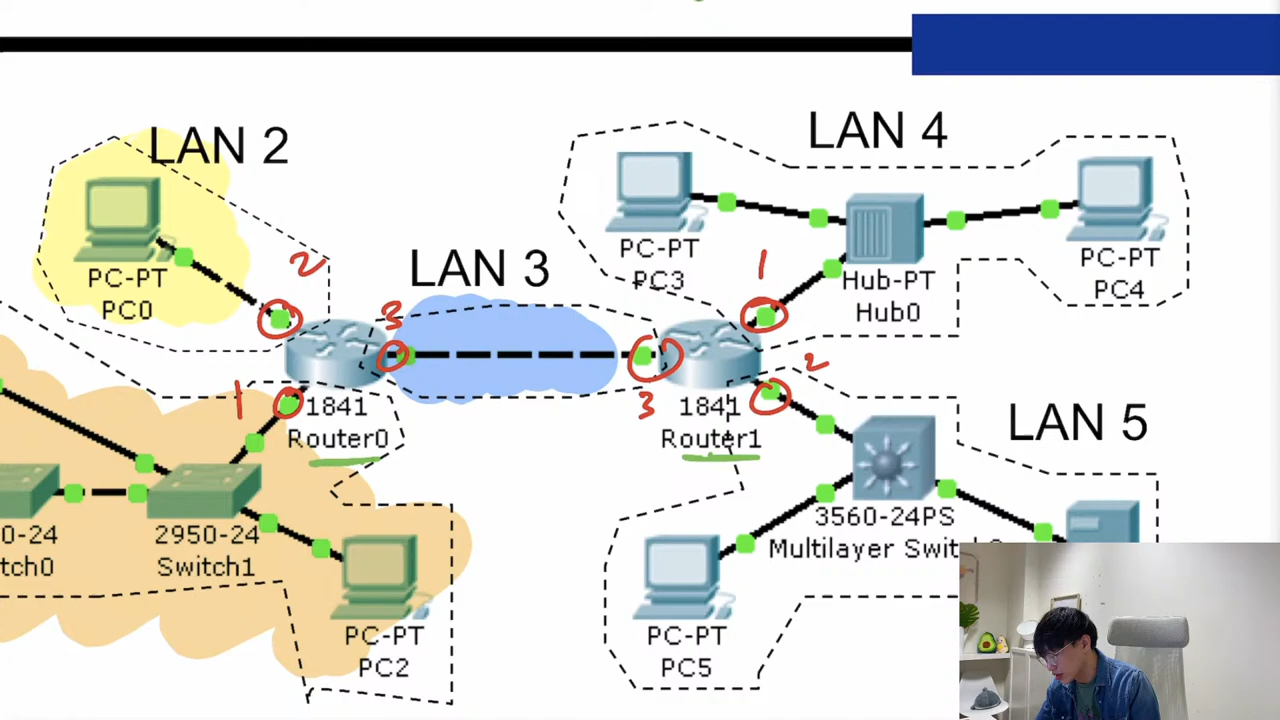 LAN 2
PC-PT
PC0
2
LAN 3
3
3
LAN 4
PC-PT
PC3
Hub-PT
Hub0
PC-PT
PC4
1
2
1
1841
Router0
1841
Router1
LAN 5
0-24
tch0
2950-24
Switch1
PC-PT
PC2
3560-24PS
Multilayer Swit
PC-PT
PC5